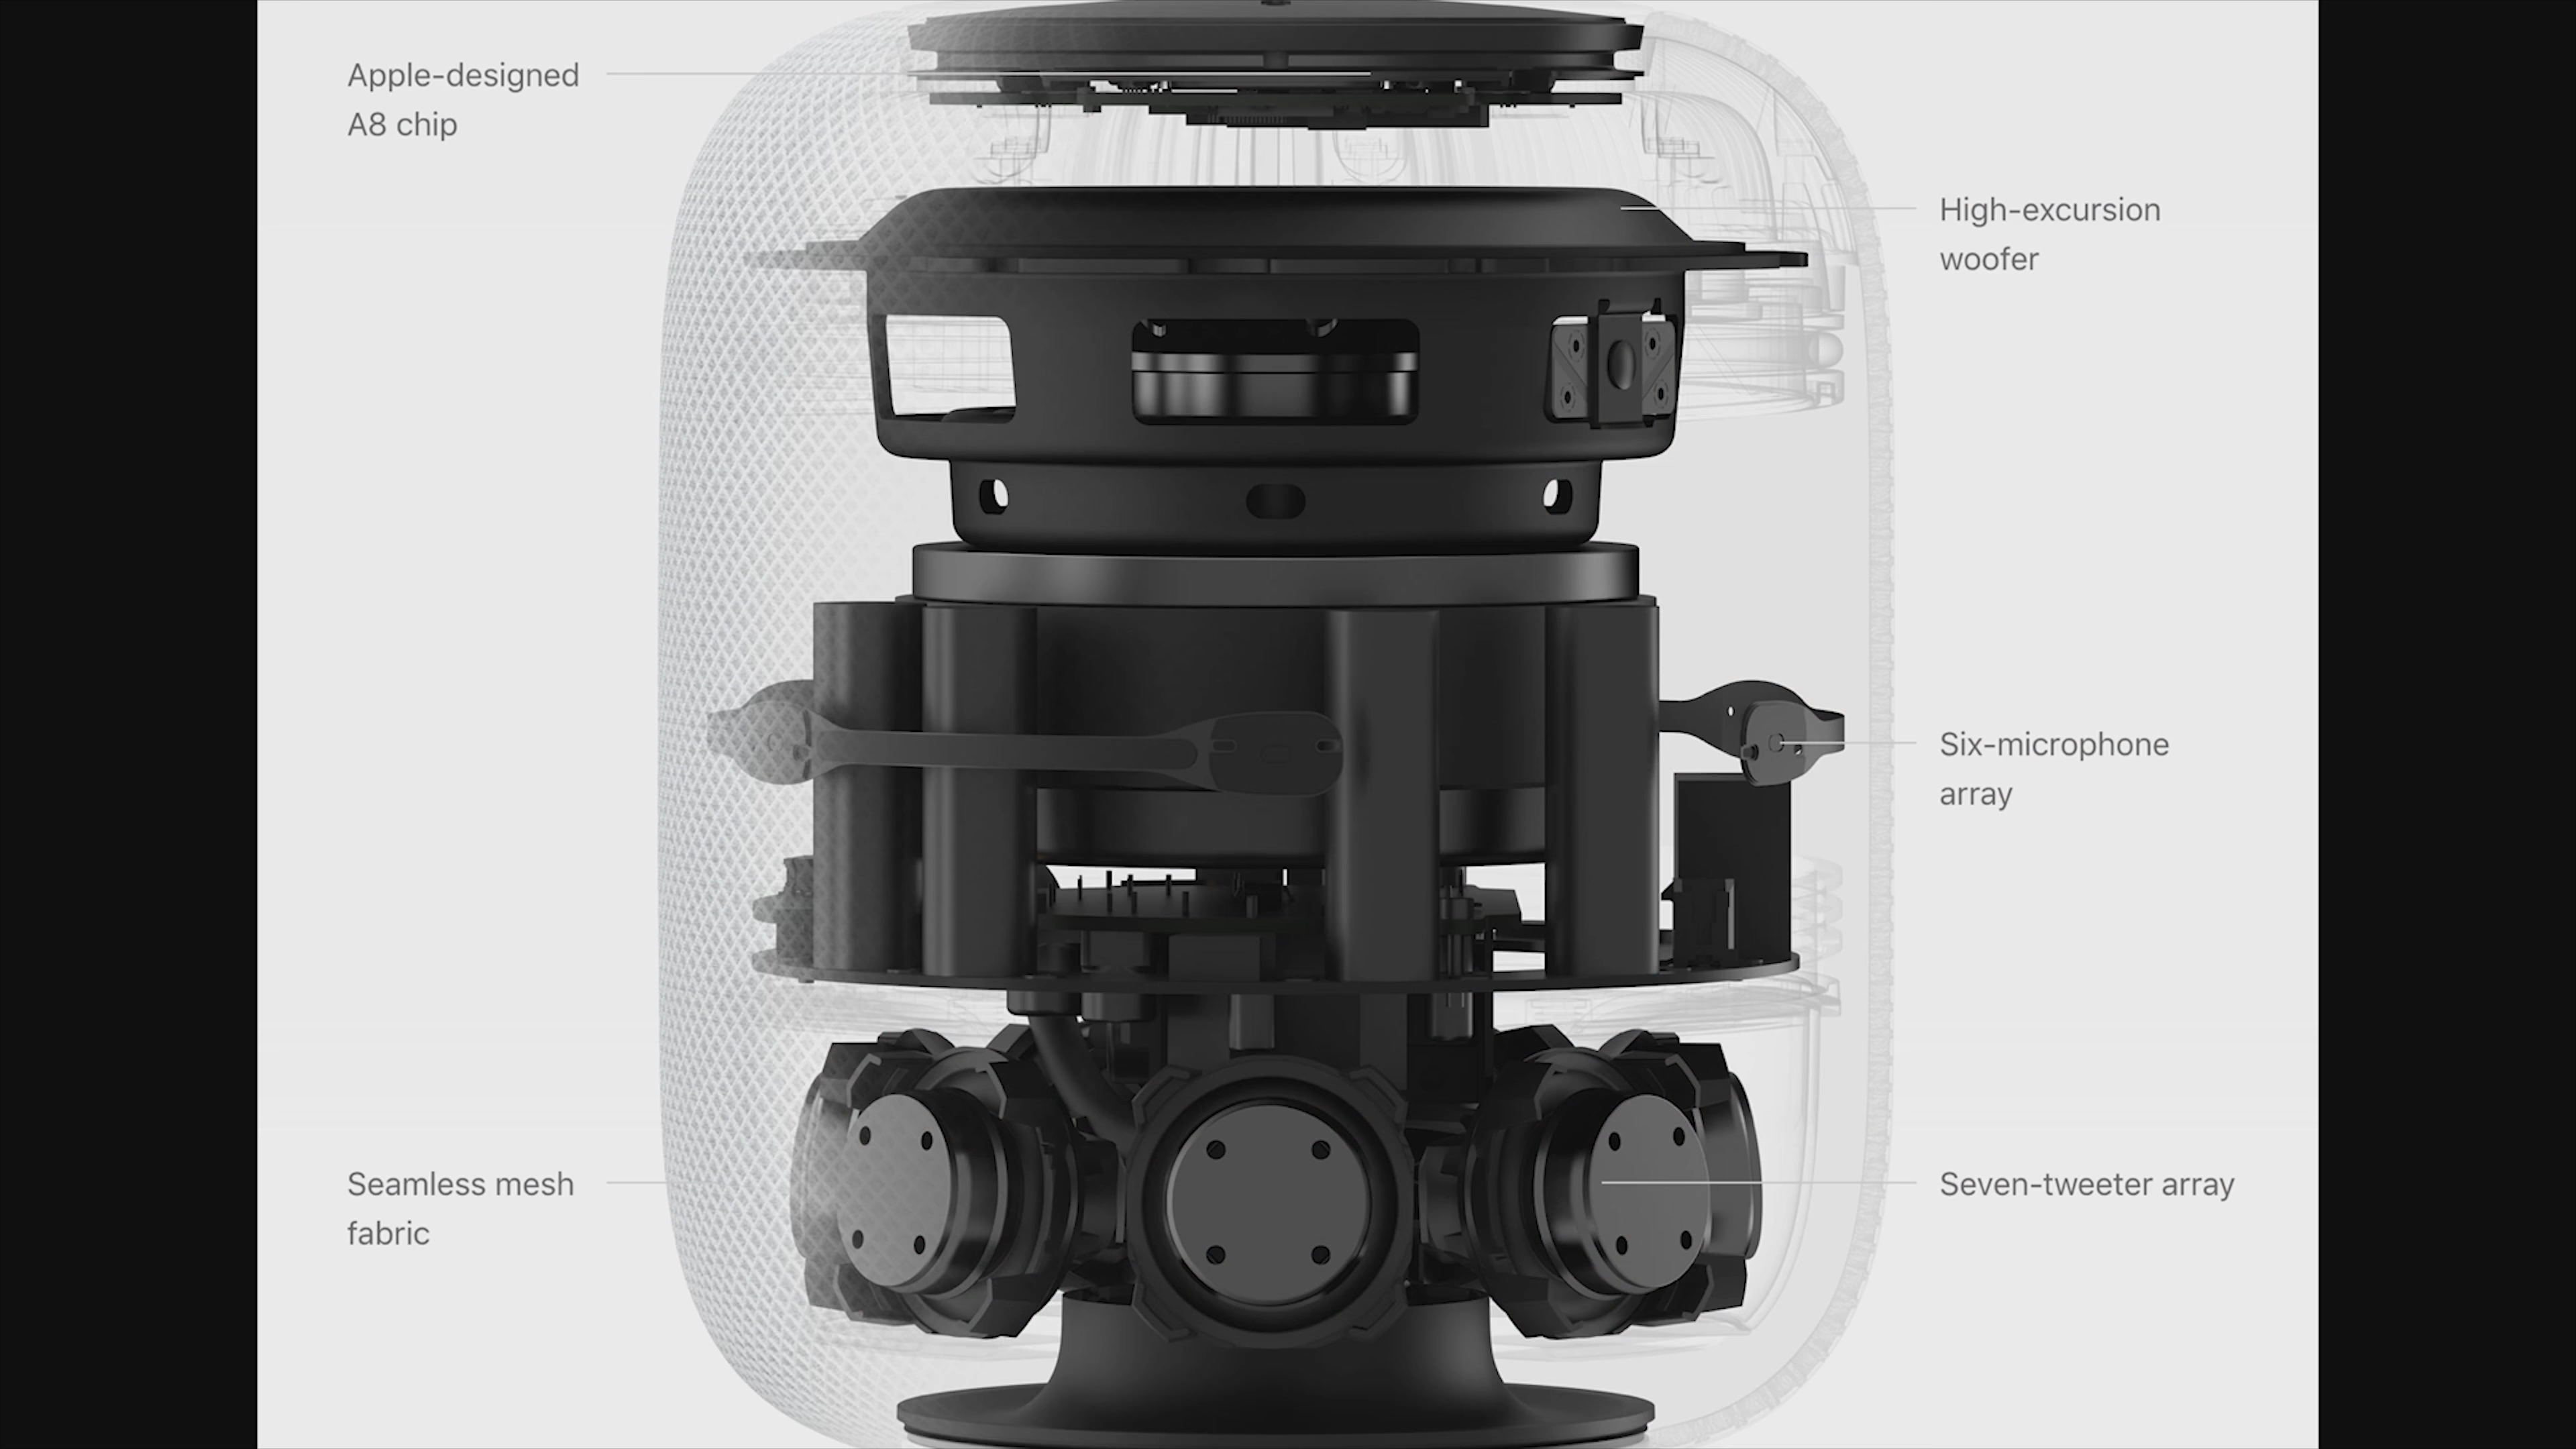 Apple-designed
A8 chip
High-excursion
woofer
Six-microphone
array
Seamless mesh
fabric
Seven-tweeter array